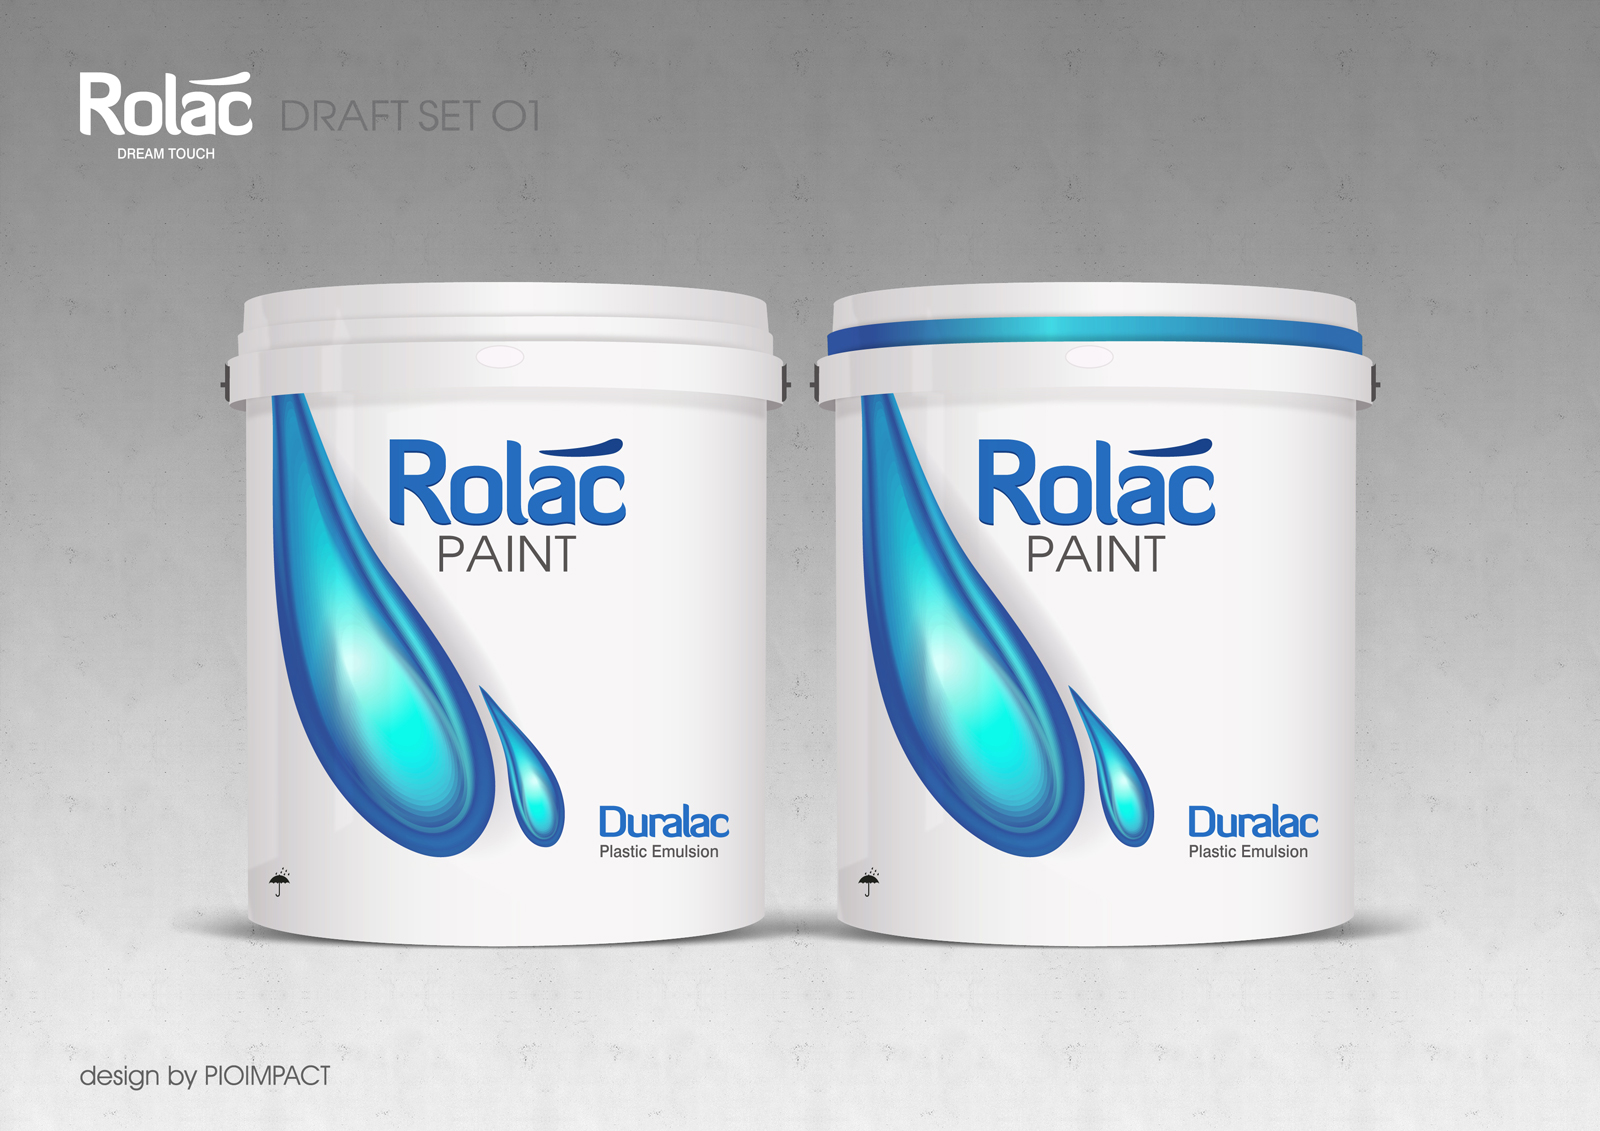 Rolac DRAFT SET 01
DREAM TOUCH
Rolac
PAINT
Duralac
Plastic Emulsion
Rolac
PAINT
Duralac
Plastic Emulsion
design by PIOIMPACT